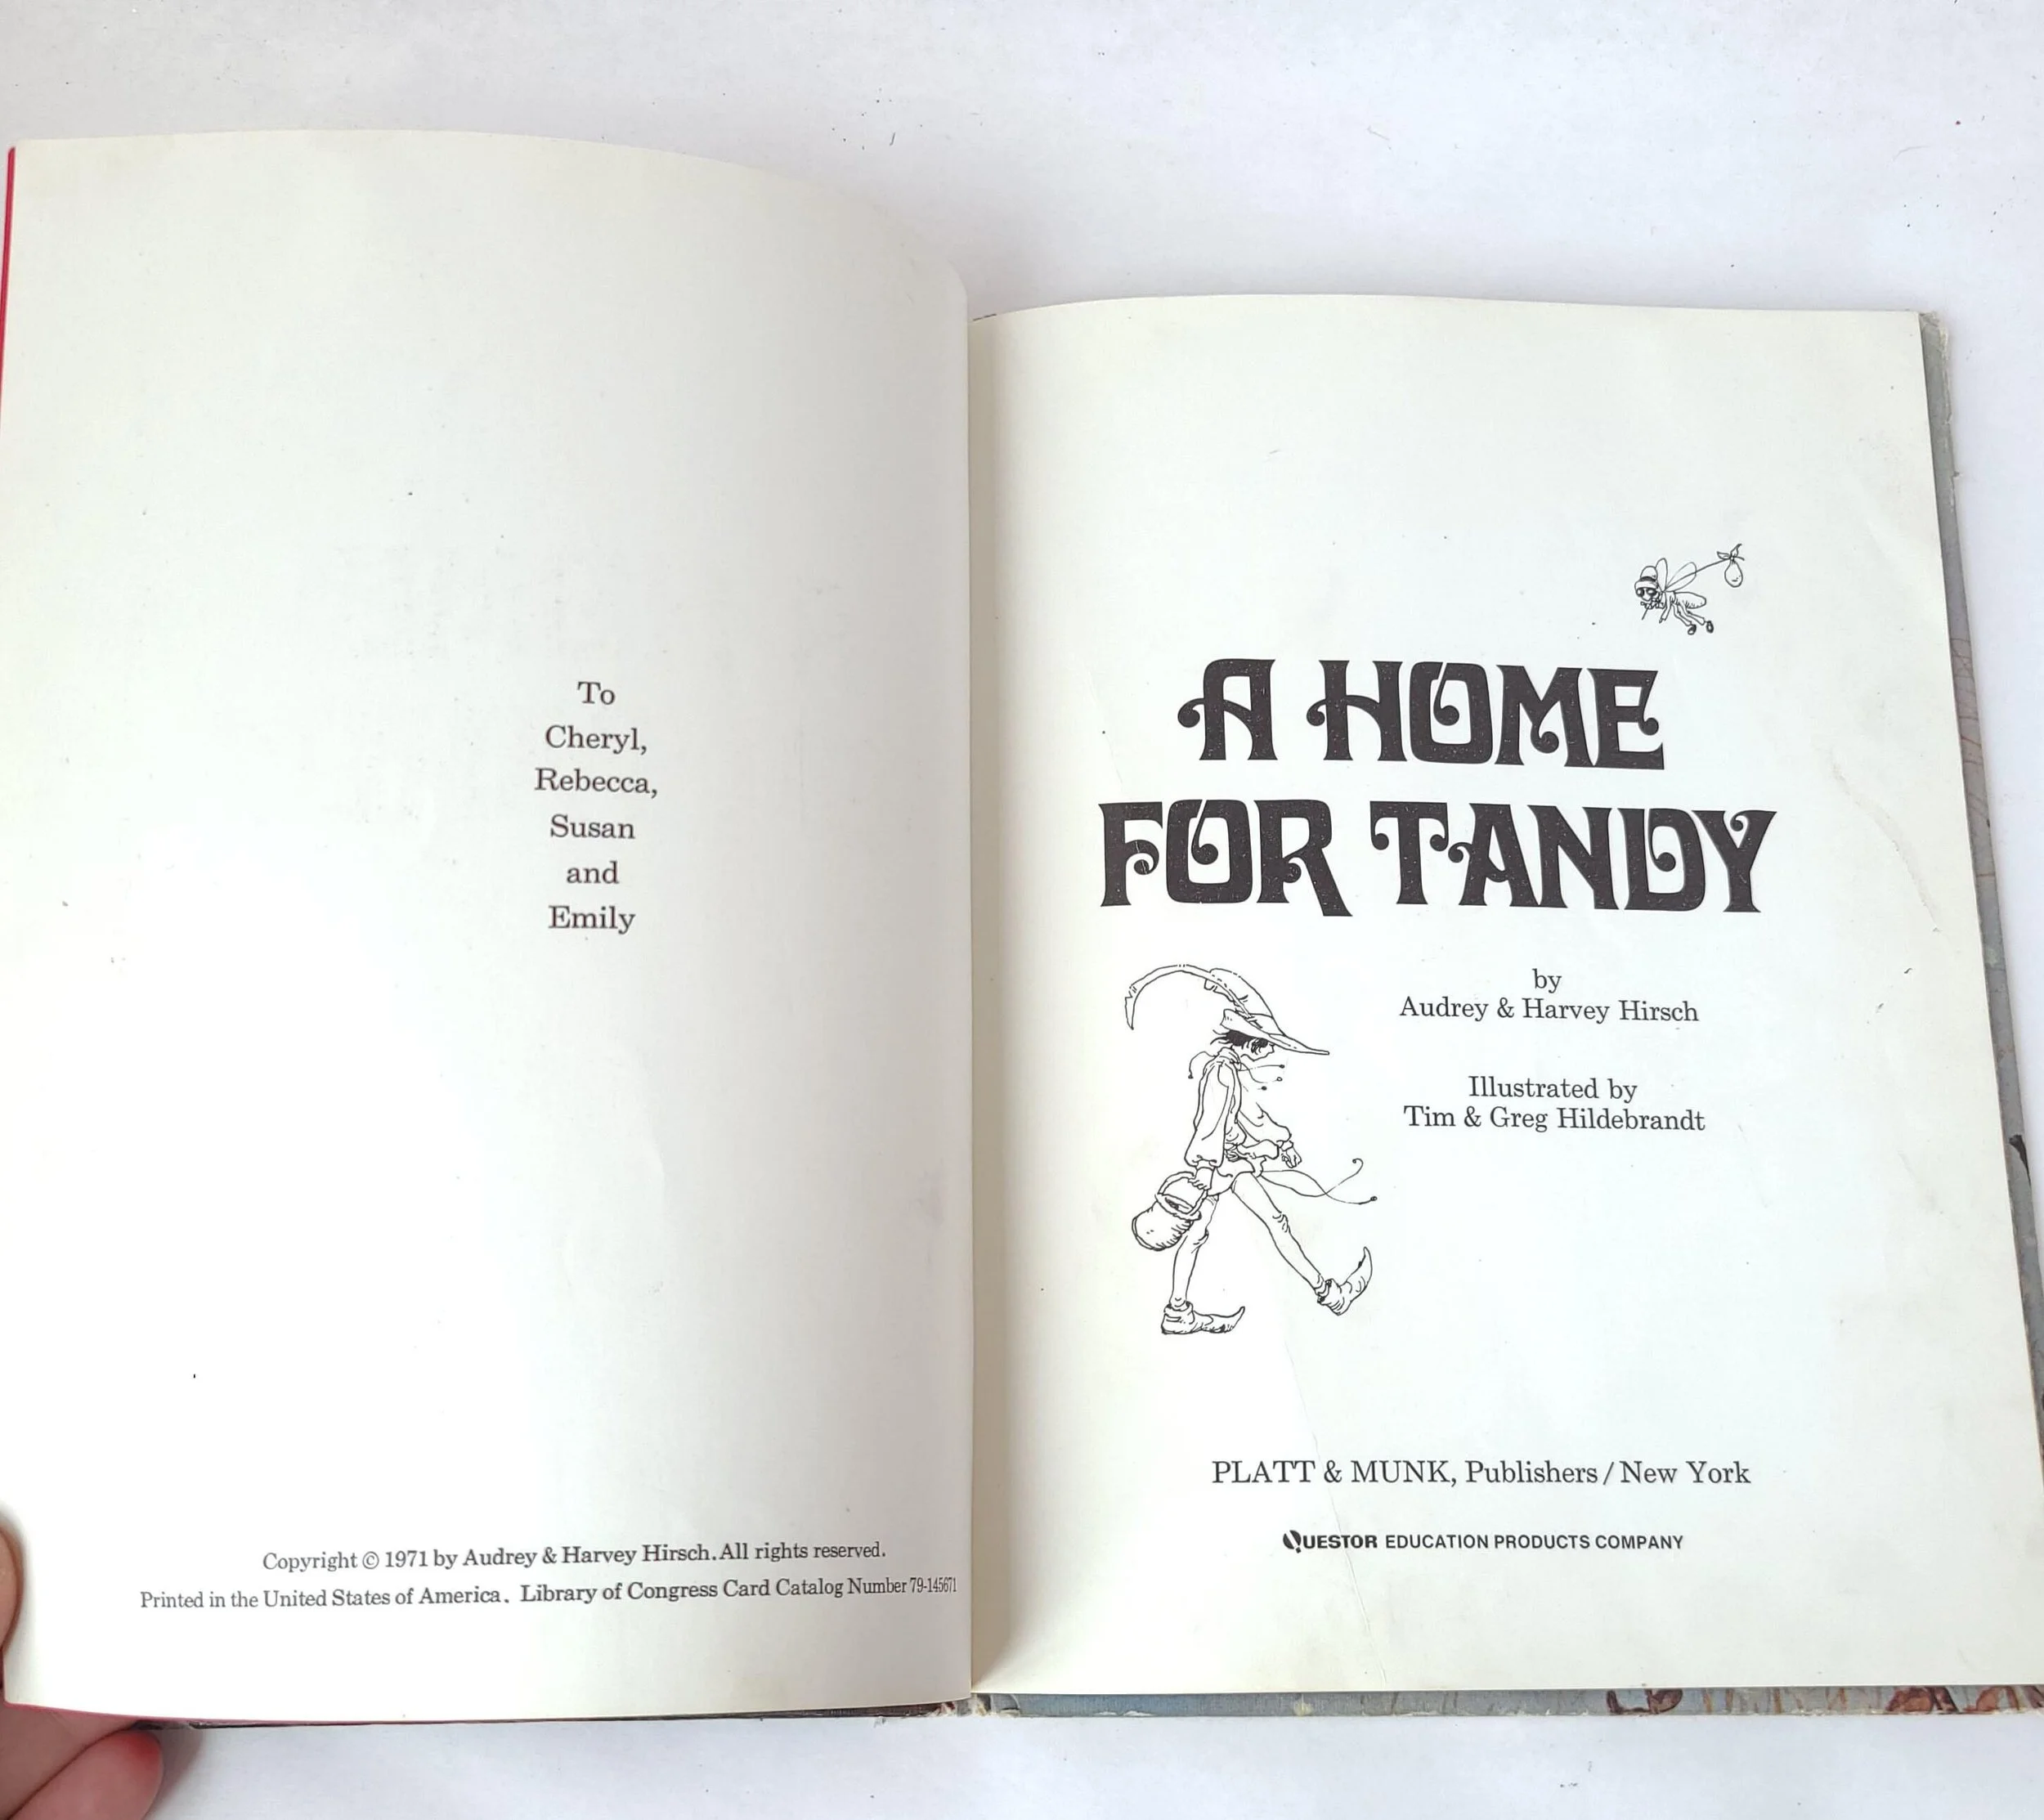 To
Cheryl,
Rebecca,
Susan
and
Emily
Copyright © 1971 by Audrey & Harvey Hirsch. All rights reserved.
Printed in the United States of America. Library of Congress Card Catalog Number 79-145671
A HOME
FOR TANDY
by
Audrey & Harvey Hirsch
Illustrated by
Tim & Greg Hildebrandt
PLATT & MUNK, Publishers / New York
QUESTOR EDUCATION PRODUCTS COMPANY